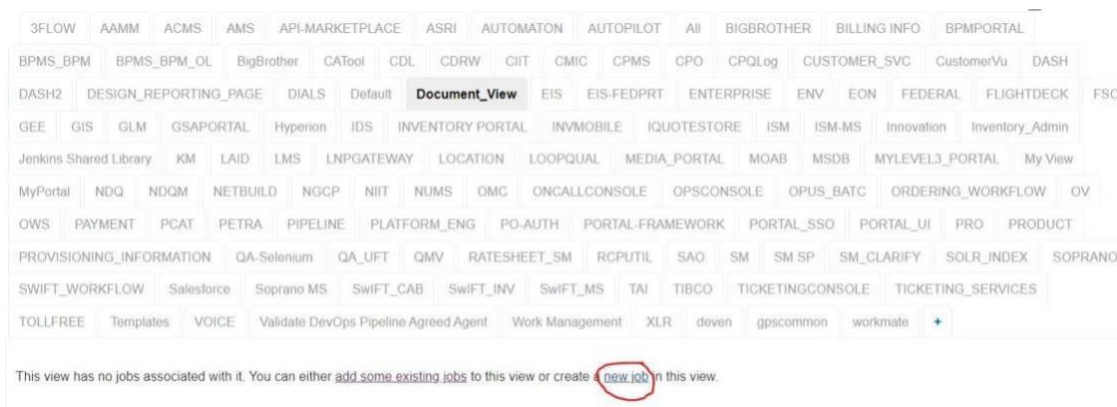 3FLOW AAMM ACMS AMS API-MARKETPLACE ASRI AUTOMATON AUTOPILOT All BIGBROTHER BILLING INFO BPMPORTAL
BPMS_BPM BPMS_BPM_OL BigBrother CATool CDL CDRW CIIT CMIC CPMS CPO CPQLog CUSTOMER_SVC CustomerVu DASH
DASH2 DESIGN_REPORTING_PAGE DIALS Default Document_View EIS EIS-FEDPRT ENTERPRISE ENV EON FEDERAL FLIGHTDECK FSC
GEE GIS GLM GSAPORTAL Hyperion IDS INVENTORY PORTAL INVMOBILE IQUOTESTORE ISM ISM-MS Innovation Inventory_Admin
Jenkins Shared Library KM LAID LMS LNPGATEWAY LOCATION LOOPQUAL MEDIA_PORTAL MOAB MSDB MYLEVEL3_PORTAL My View
MyPortal NDQ NDQM NETBUILD NGCP NIIT NUMS OMC ONCALLCONSOLE OPSCONSOLE OPUS_BATC ORDERING_WORKFLOW OV
OWS PAYMENT PCAT PETRA PIPELINE PLATFORM_ENG PO-AUTH PORTAL-FRAMEWORK PORTAL_SSO PORTAL_UI PRO PRODUCT
PROVISIONING_INFORMATION QA-Selenium QA_UFT QMV RATESHEET_SM RCPUTIL SAO SM SM SP SM_CLARIFY SOLR_INDEX SOPRANO
SWIFT_WORKFLOW Salesforce Soprano MS SwIFT_CAB SwIFT_INV SwIFT_MS TAI TIBCO TICKETINGCONSOLE TICKETING_SERVICES
TOLLFREE Templates VOICE Validate DevOps Pipeline Agreed Agent Work Management XLR deven gpscommon workmate +
This view has no jobs associated with it. You can either add some existing jobs to this view or create a new job in this view.